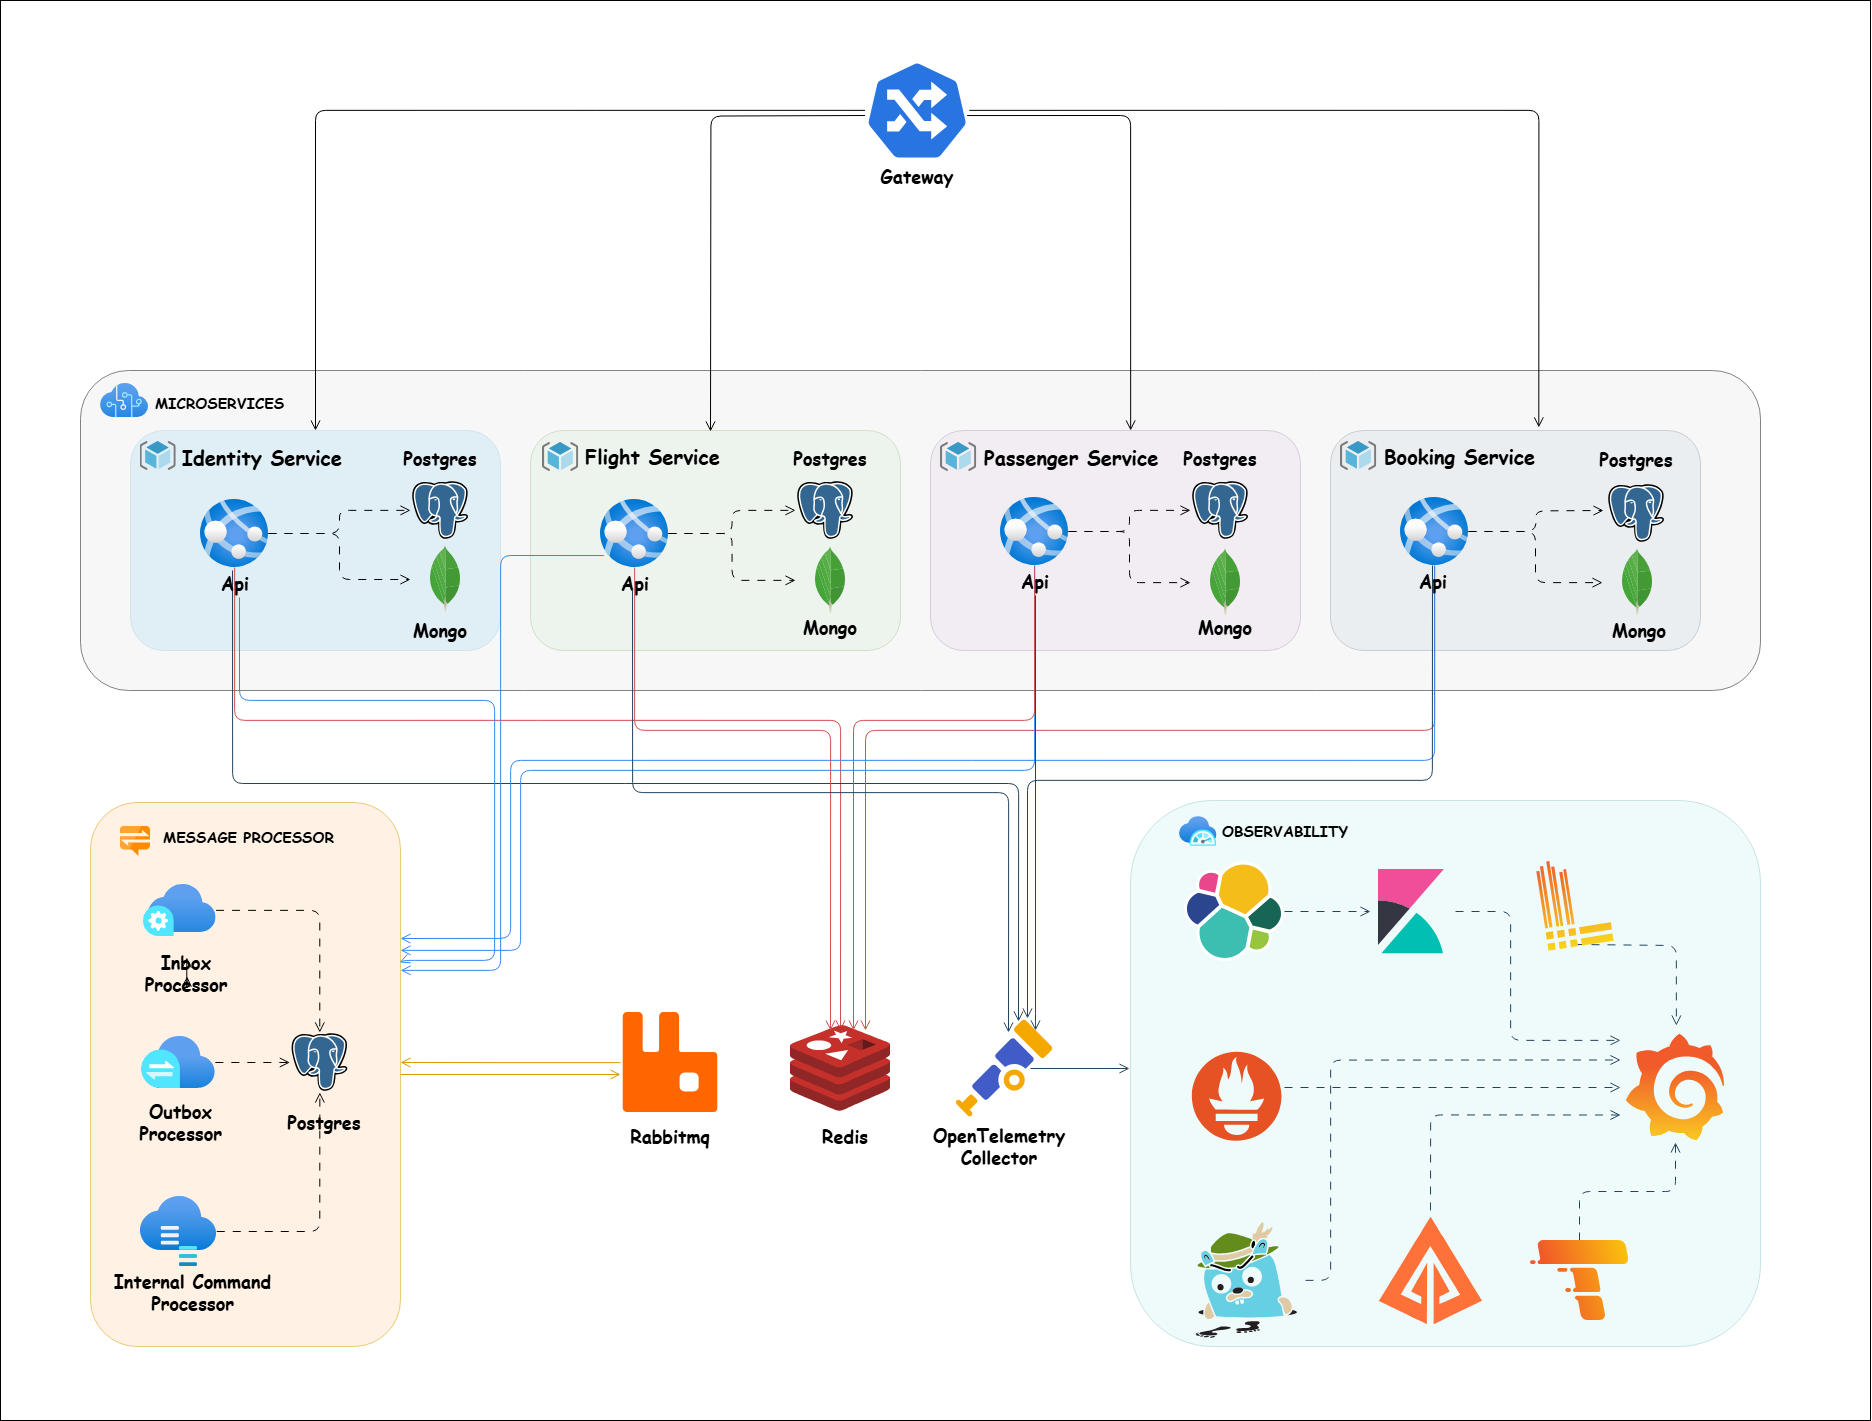 Gateway
MICROSERVICES
Identity Service
Postgres
Api
Mongo
Flight Service
Postgres
Api
Mongo
Passenger Service
Postgres
Api
Mongo
Booking Service
Postgres
Api
Mongo
MESSAGE PROCESSOR
Inbox
Processor
Outbox
Processor
Postgres
Internal Command
Processor
Rabbitmq
Redis
OpenTelemetry
Collector
OBSERVABILITY